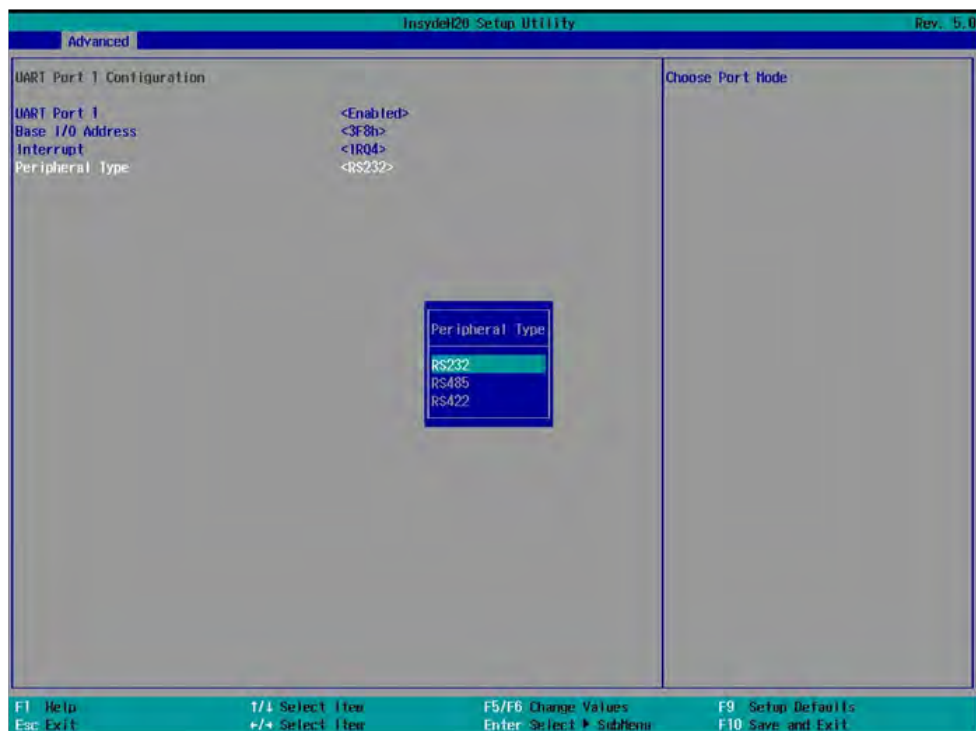 InsydeH20 Setup Utility Rev. 5.0
Advanced
UART Port 1 Configuration
Choose Port Mode
UART Port 1 <Enabled>
Base I/O Address <3F8h>
Interrupt <IRQ4>
Peripheral Type <RS232>
Peripheral Type
RS232
RS485
RS422
F1 Help ↑/↓ Select Item F5/F6 Change Values F9 Setup Defaults
Esc Exit ←/→ Select Item Enter Select ▶ SubMenu F10 Save and Exit